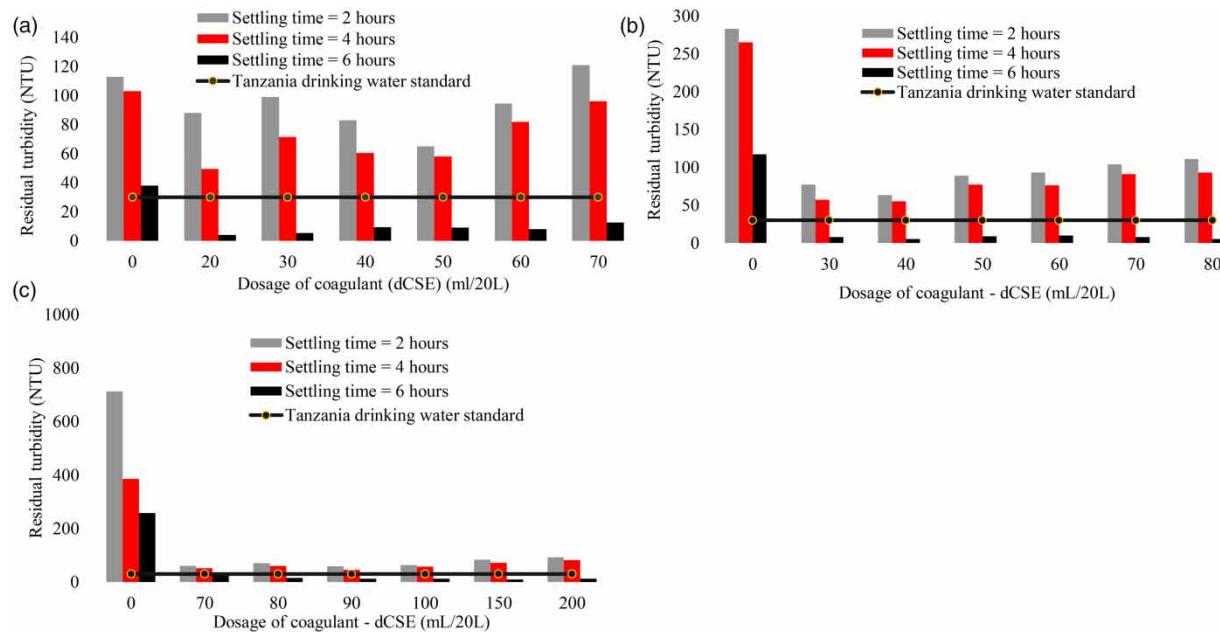 (a)
Settling time = 2 hours
Settling time = 4 hours
Settling time = 6 hours
Tanzania drinking water standard
Residual turbidity (NTU)
140
120
100
80
60
40
20
0
0 20 30 40 50 60 70
Dosage of coagulant (dCSE) (ml/20L)
(b)
Settling time = 2 hours
Settling time = 4 hours
Settling time = 6 hours
Tanzania drinking water standard
Residual turbidity (NTU)
300
250
200
150
100
50
0
0 30 40 50 60 70 80
Dosage of coagulant - dCSE (mL/20L)
(c)
Settling time = 2 hours
Settling time = 4 hours
Settling time = 6 hours
Tanzania drinking water standard
Residual turbidity (NTU)
1000
800
600
400
200
0
0 70 80 90 100 150 200
Dosage of coagulant - dCSE (mL/20L)